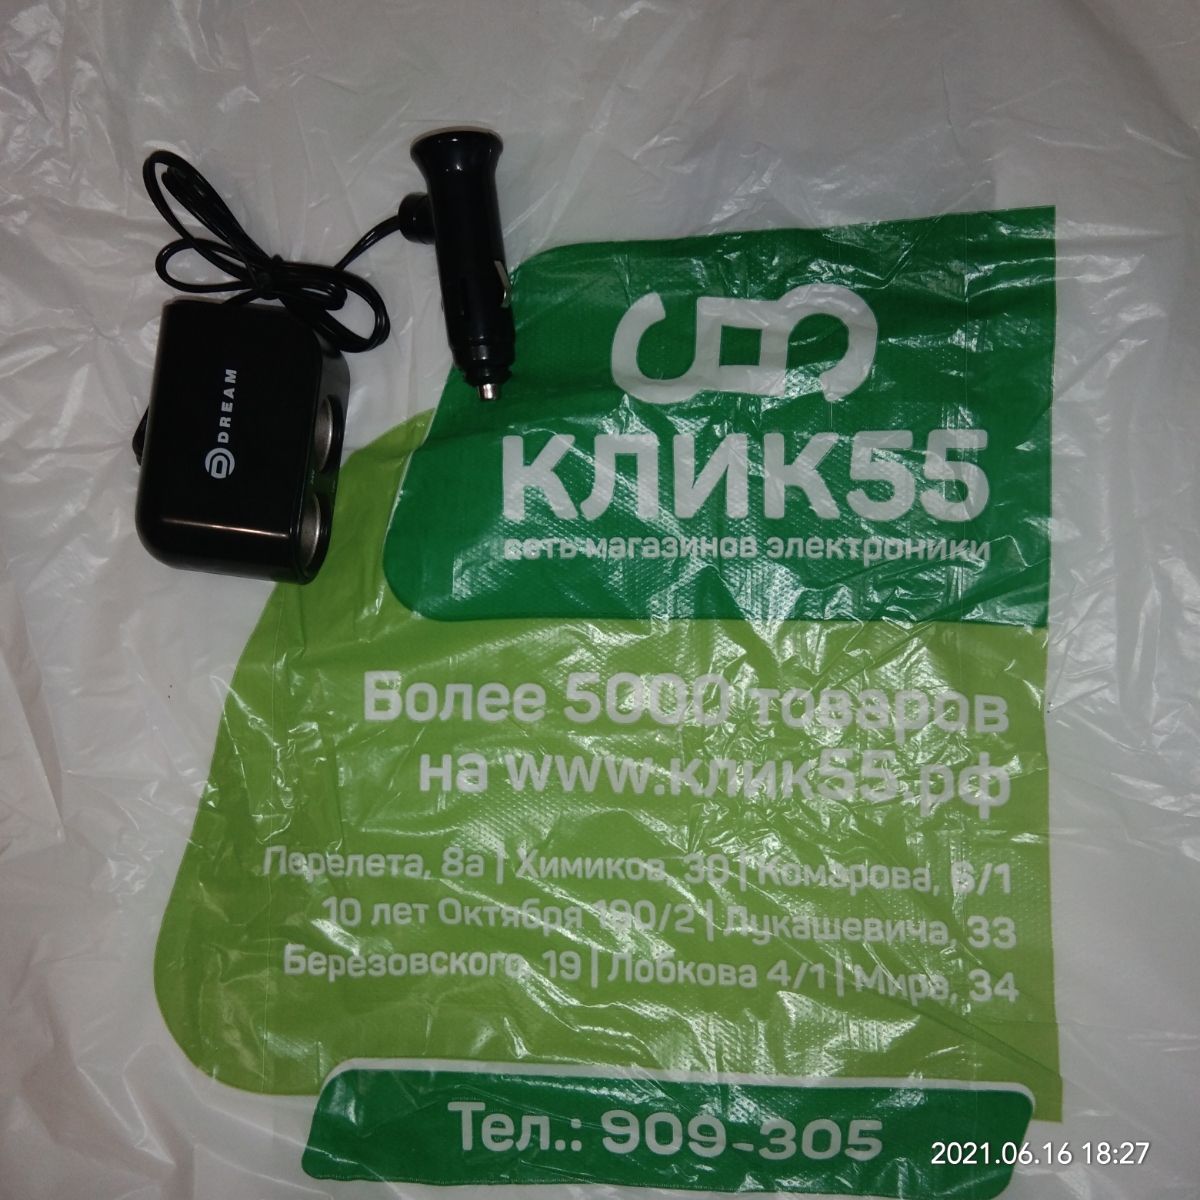 DREAM
КЛИК55
сеть магазинов электроники
Более 5000 товаров
на www.клик55.рф
Перелета, 8а | Химиков, 30 | Комарова, 6/1
10 лет Октября 190/2 | Лукашевича, 33
Березовского, 19 | Лобкова 4/1 | Мира, 34
Тел.: 909-305
2021.06.16 18:27